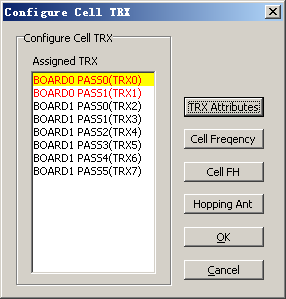 Configure Cell TRX
Configure Cell TRX
Assigned TRX
BOARD0 PASS0(TRX0)
BOARD0 PASS1(TRX1)
BOARD1 PASS0(TRX2)
BOARD1 PASS1(TRX3)
BOARD1 PASS2(TRX4)
BOARD1 PASS3(TRX5)
BOARD1 PASS4(TRX6)
BOARD1 PASS5(TRX7)
TRX Attributes
Cell Freqency
Cell FH
Hopping Ant
OK
Cancel